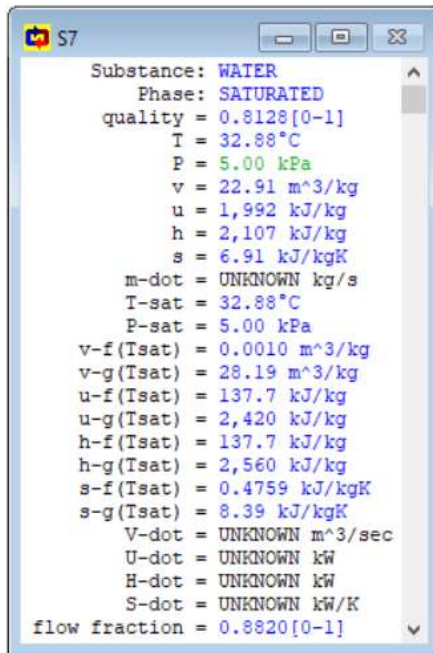 S7
Substance: WATER
Phase: SATURATED
quality = 0.8128[0-1]
T = 32.88°C
P = 5.00 kPa
v = 22.91 m^3/kg
u = 1,992 kJ/kg
h = 2,107 kJ/kg
s = 6.91 kJ/kgK
m-dot = UNKNOWN kg/s
T-sat = 32.88°C
P-sat = 5.00 kPa
v-f(Tsat) = 0.0010 m^3/kg
v-g(Tsat) = 28.19 m^3/kg
u-f(Tsat) = 137.7 kJ/kg
u-g(Tsat) = 2,420 kJ/kg
h-f(Tsat) = 137.7 kJ/kg
h-g(Tsat) = 2,560 kJ/kg
s-f(Tsat) = 0.4759 kJ/kgK
s-g(Tsat) = 8.39 kJ/kgK
V-dot = UNKNOWN m^3/sec
U-dot = UNKNOWN kW
H-dot = UNKNOWN kW
S-dot = UNKNOWN kW/K
flow fraction = 0.8820[0-1]